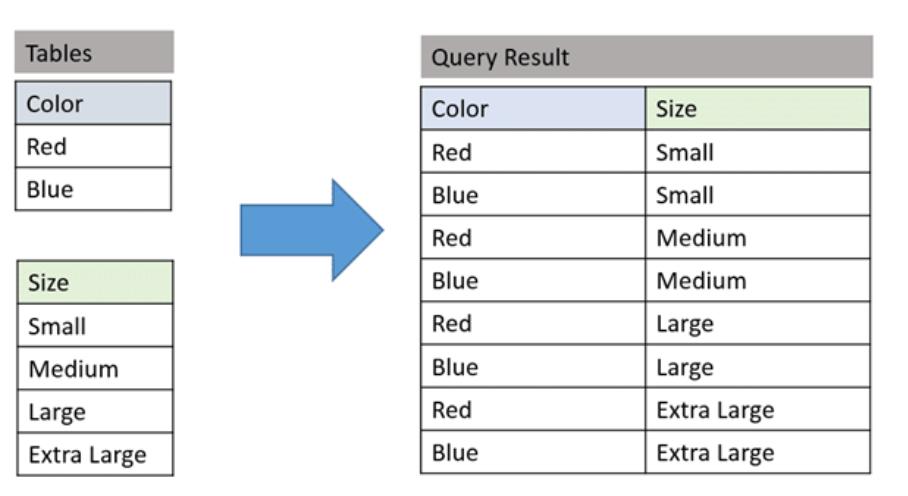 Tables
Color
Red
Blue
Size
Small
Medium
Large
Extra Large
Query Result
Color Size
Red Small
Blue Small
Red Medium
Blue Medium
Red Large
Blue Large
Red Extra Large
Blue Extra Large